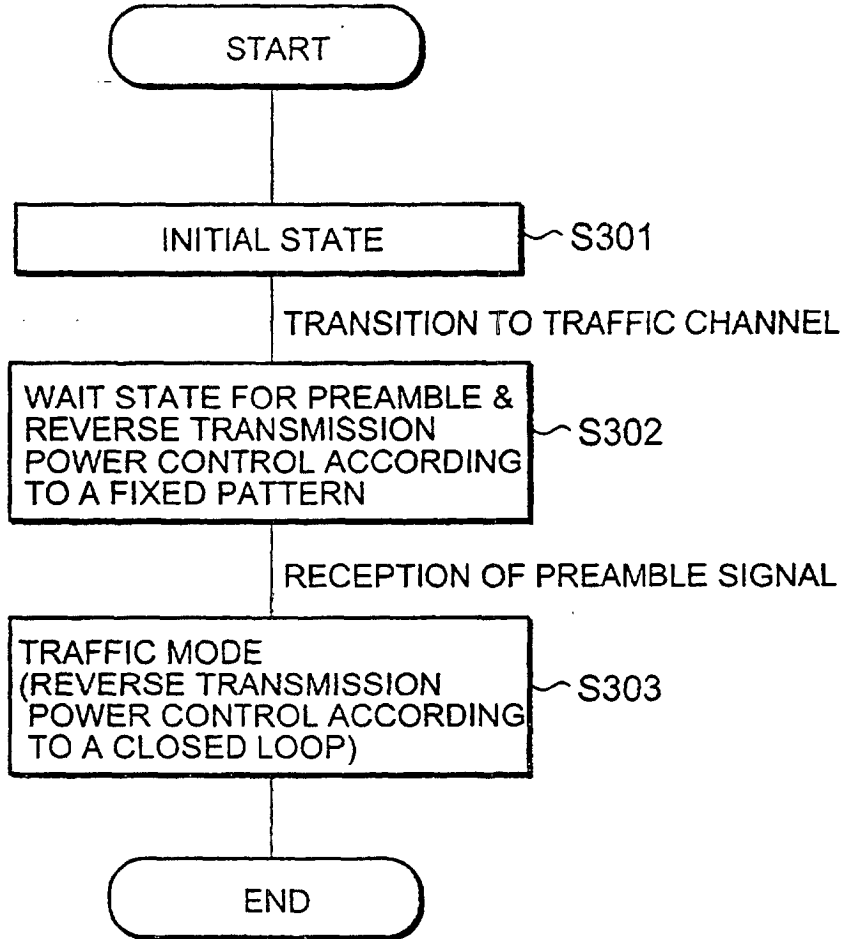 START
INITIAL STATE
S301
TRANSITION TO TRAFFIC CHANNEL
WAIT STATE FOR PREAMBLE &
REVERSE TRANSMISSION
POWER CONTROL ACCORDING
TO A FIXED PATTERN
S302
RECEPTION OF PREAMBLE SIGNAL
TRAFFIC MODE
(REVERSE TRANSMISSION
POWER CONTROL ACCORDING
TO A CLOSED LOOP)
S303
END